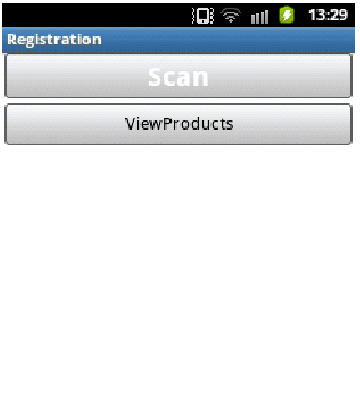 13:29
Registration
Scan
ViewProducts